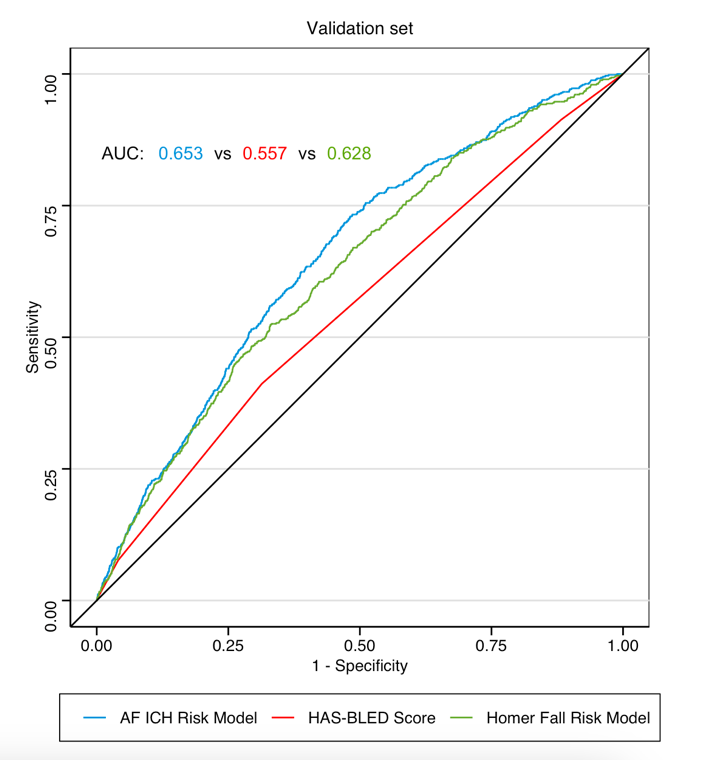 Validation set
AUC: 0.653 vs 0.557 vs 0.628
1.00
0.75
0.50
0.25
0.00
Sensitivity
0.00 0.25 0.50 0.75 1.00
1 - Specificity
AF ICH Risk Model HAS-BLED Score Homer Fall Risk Model